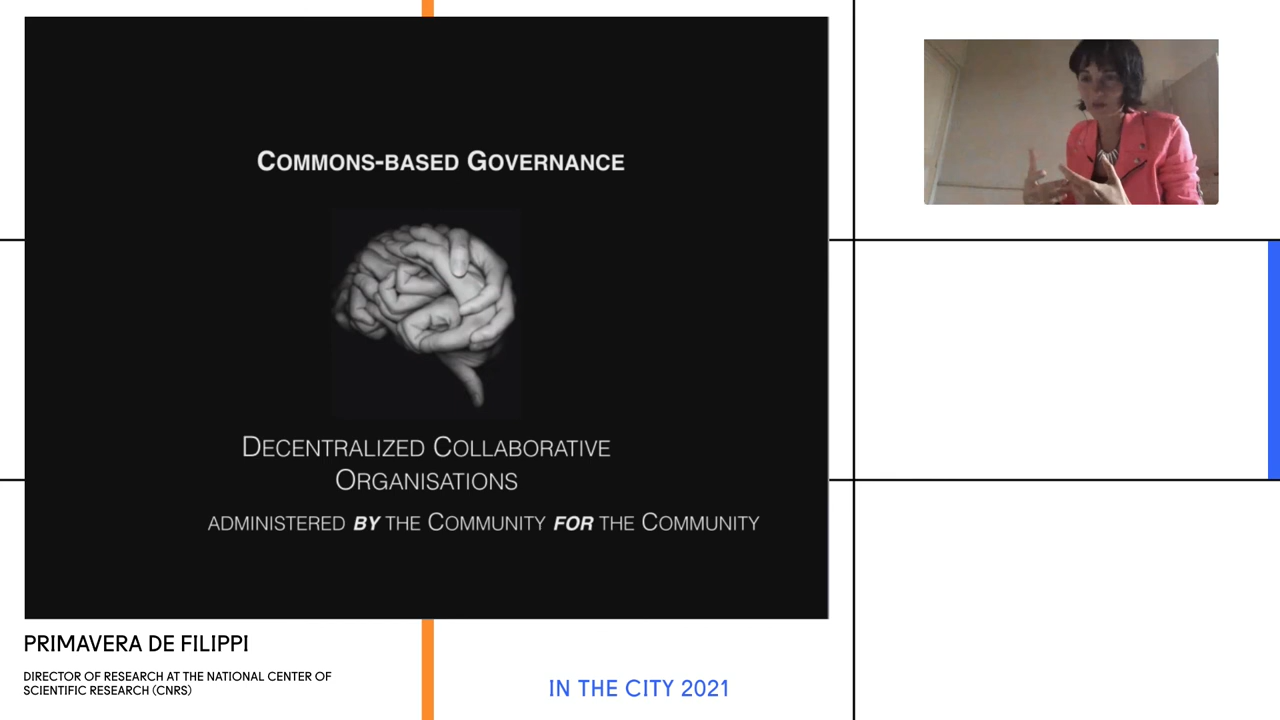 COMMONS-BASED GOVERNANCE
DECENTRALIZED COLLABORATIVE
ORGANISATIONS
ADMINISTERED BY THE COMMUNITY FOR THE COMMUNITY
PRIMAVERA DE FILIPPI
DIRECTOR OF RESEARCH AT THE NATIONAL CENTER OF
SCIENTIFIC RESEARCH (CNRS)
IN THE CITY 2021